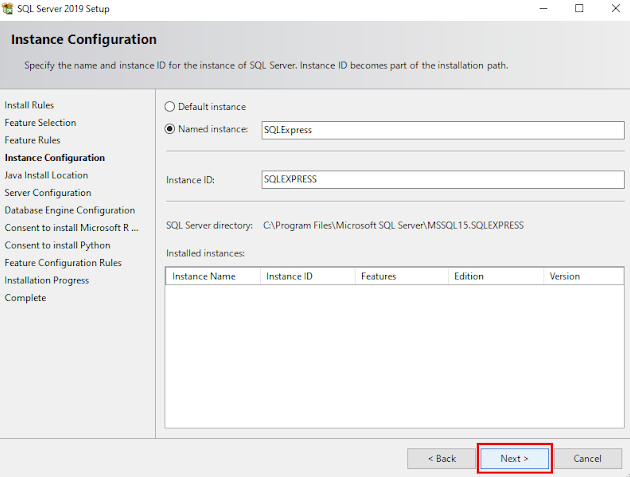 SQL Server 2019 Setup
Instance Configuration
Specify the name and instance ID for the instance of SQL Server. Instance ID becomes part of the installation path.
Install Rules
Feature Selection
Feature Rules
Instance Configuration
Java Install Location
Server Configuration
Database Engine Configuration
Consent to install Microsoft R ...
Consent to install Python
Feature Configuration Rules
Installation Progress
Complete
Default instance
Named instance: SQLExpress
Instance ID: SQLEXPRESS
SQL Server directory: C:\Program Files\Microsoft SQL Server\MSSQL15.SQLEXPRESS
Installed instances:
Instance Name Instance ID Features Edition Version
< Back Next > Cancel